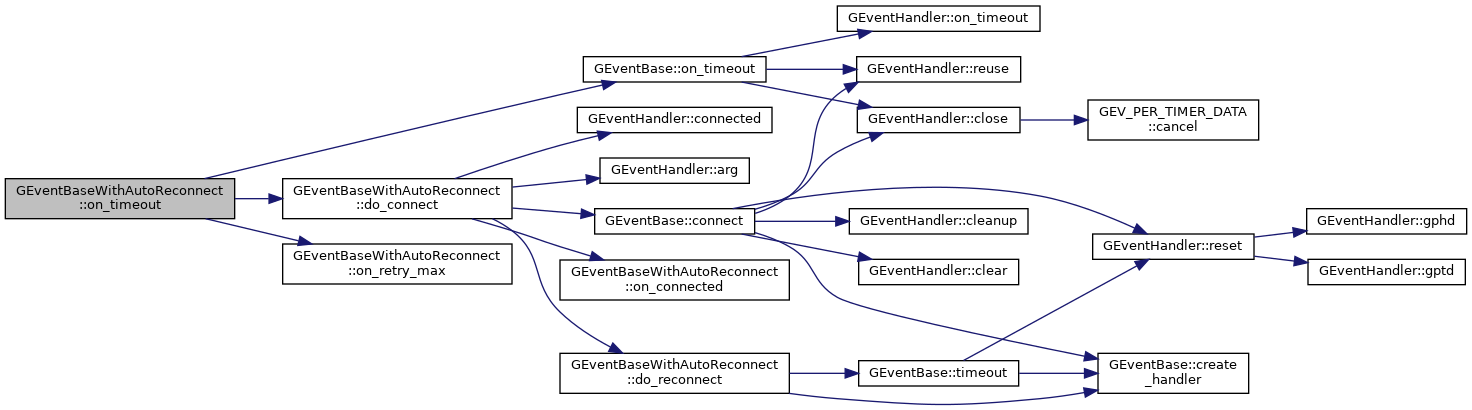 GEventBaseWithAutoReconnect
::on_timeout
GEventBase::on_timeout
GEventHandler::on_timeout
GEventHandler::reuse
GEventHandler::close
GEV_PER_TIMER_DATA
::cancel
GEventBaseWithAutoReconnect
::do_connect
GEventHandler::connected
GEventHandler::arg
GEventBase::connect
GEventHandler::cleanup
GEventHandler::clear
GEventHandler::reset
GEventHandler::gphd
GEventHandler::gptd
GEventBaseWithAutoReconnect
::on_connected
GEventBaseWithAutoReconnect
::do_reconnect
GEventBase::timeout
GEventBase::create
_handler
GEventBaseWithAutoReconnect
::on_retry_max